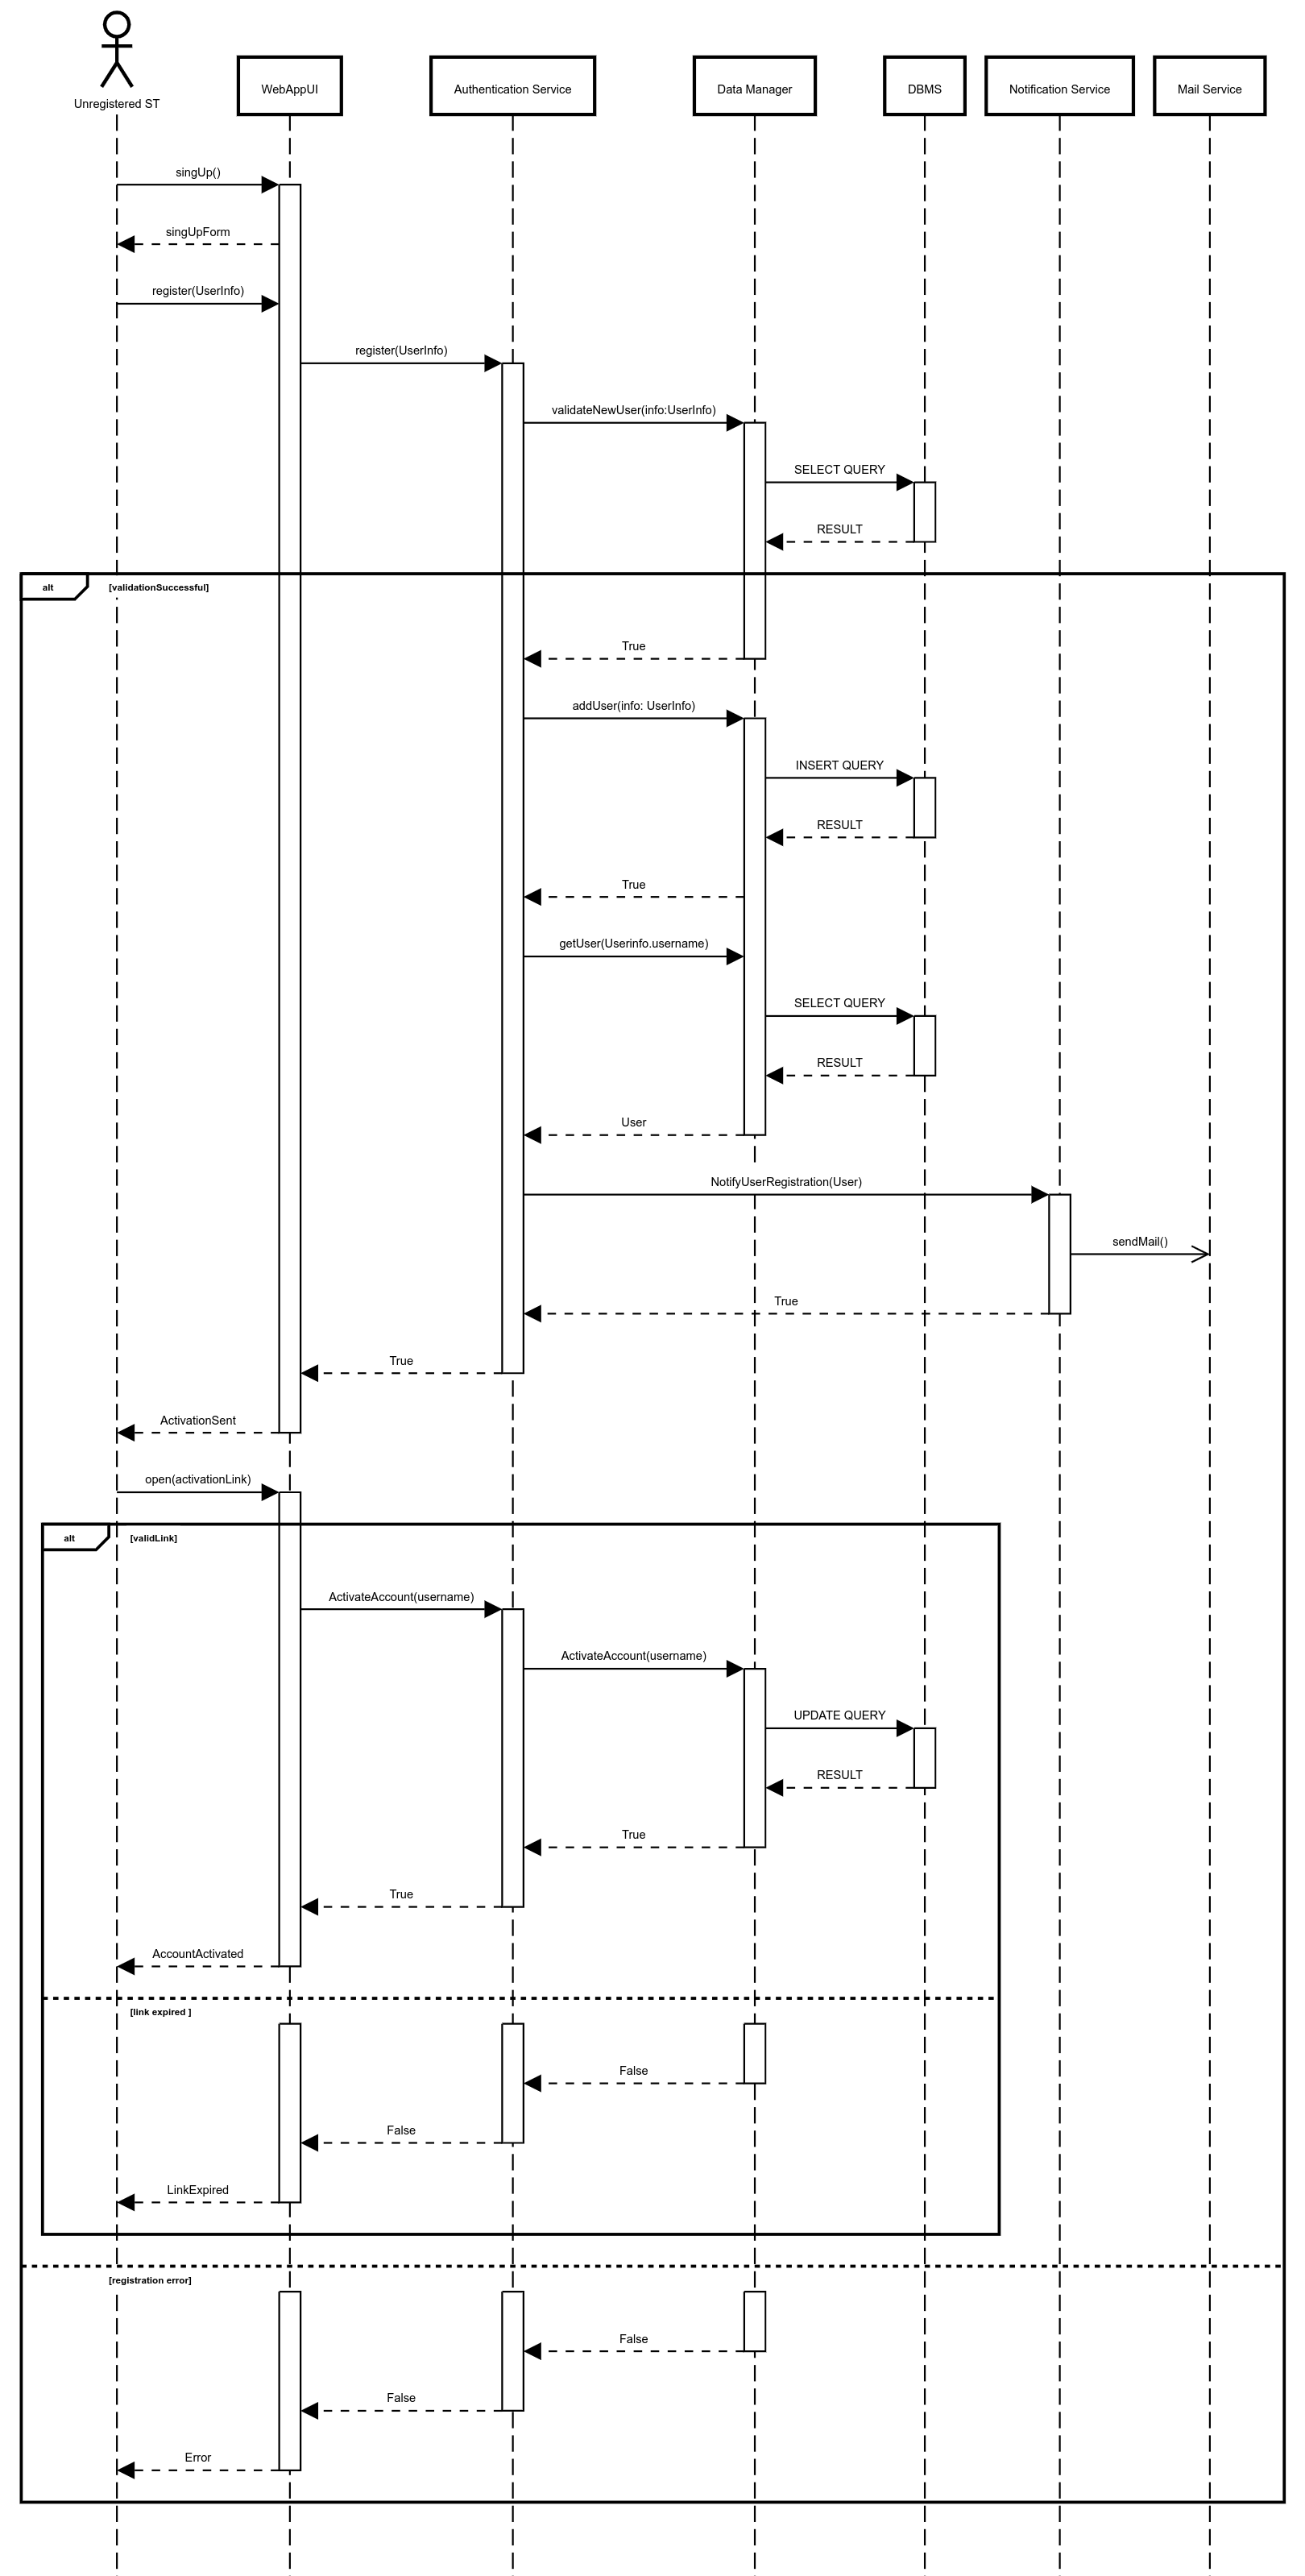 Unregistered ST
WebAppUI
Authentication Service
Data Manager
DBMS
Notification Service
Mail Service
singUp()
singUpForm
register(UserInfo)
register(UserInfo)
validateNewUser(info:UserInfo)
SELECT QUERY
RESULT
alt
[validationSuccessful]
True
addUser(info: UserInfo)
INSERT QUERY
RESULT
True
getUser(Userinfo.username)
SELECT QUERY
RESULT
User
NotifyUserRegistration(User)
sendMail()
True
True
ActivationSent
open(activationLink)
alt
[validLink]
ActivateAccount(username)
ActivateAccount(username)
UPDATE QUERY
RESULT
True
True
AccountActivated
[link expired ]
False
False
LinkExpired
[registration error]
False
False
Error